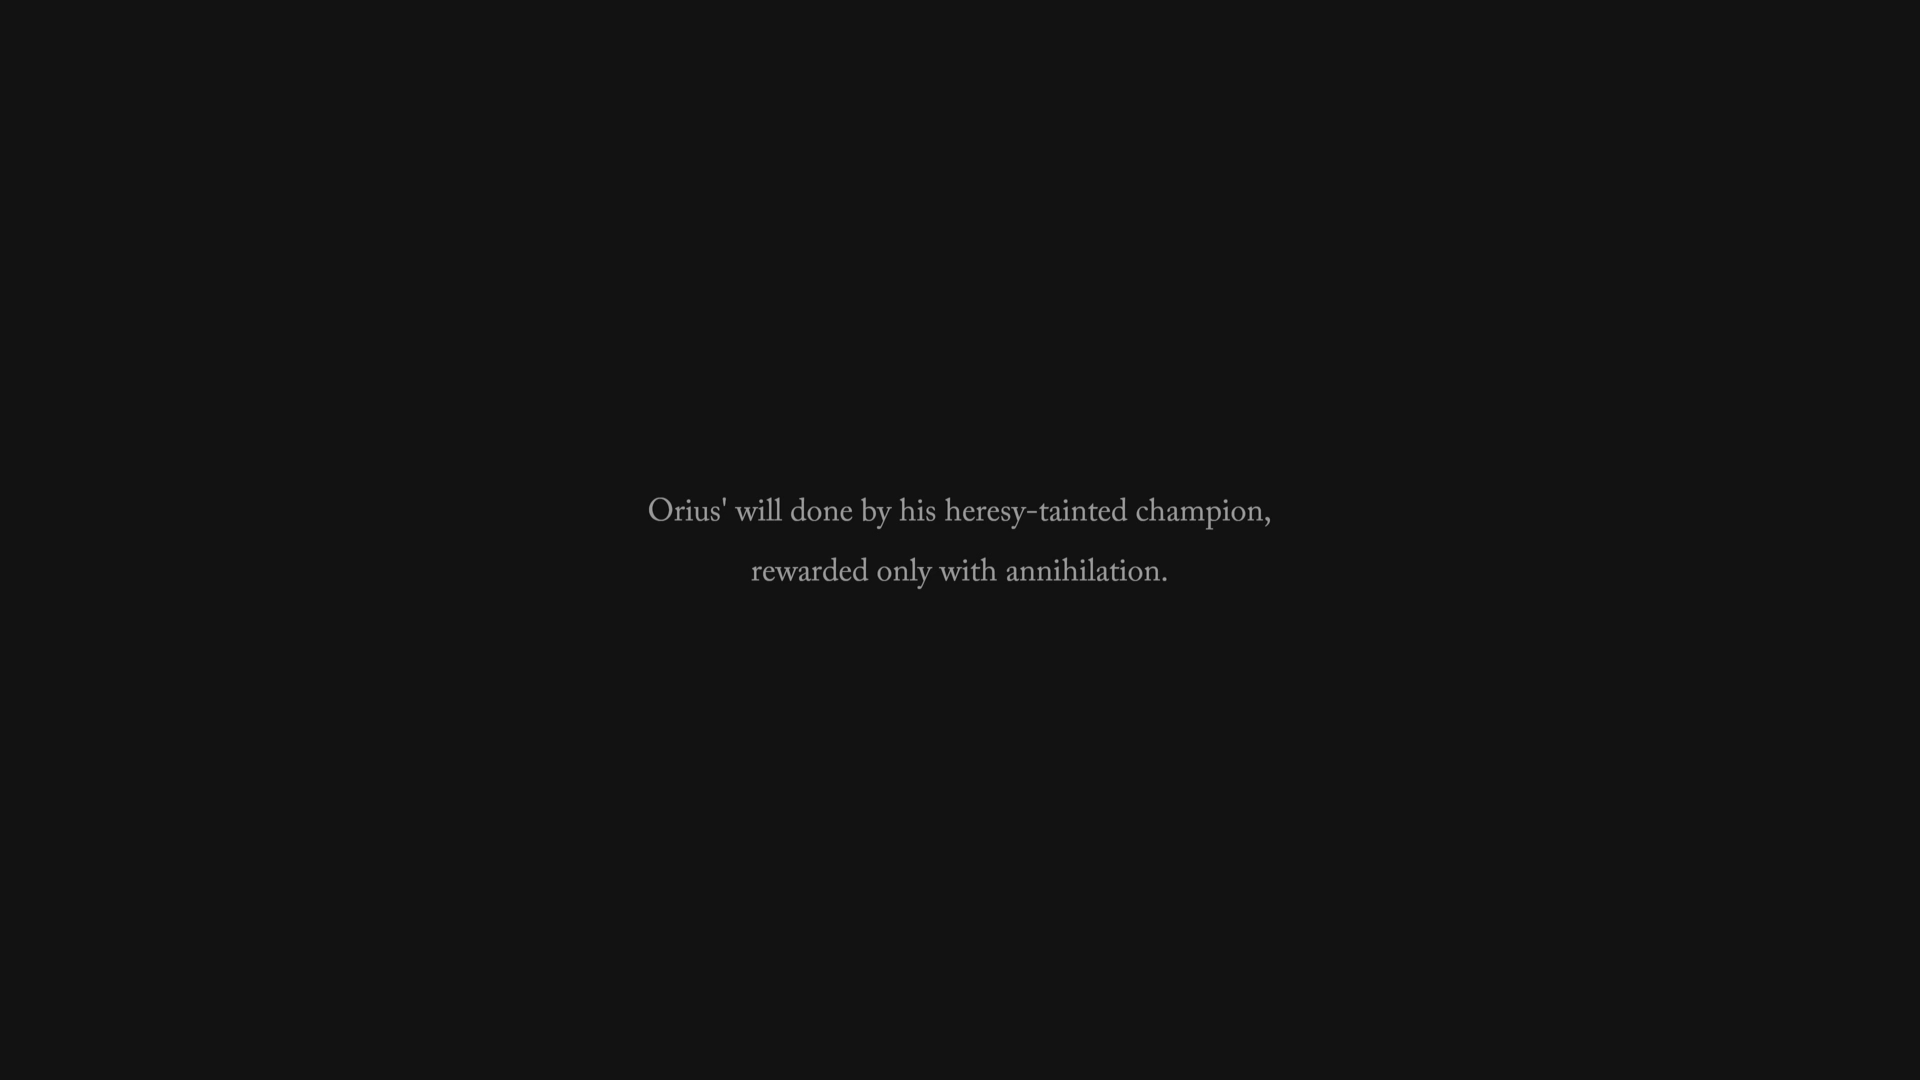 Orius' will done by his heresy-tainted champion,
rewarded only with annihilation.